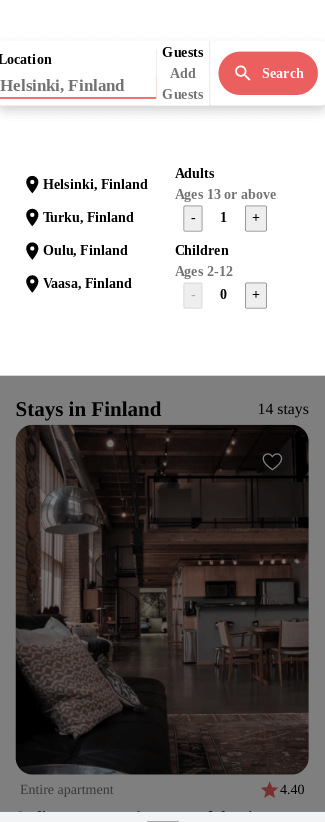 Location
Helsinki, Finland
Guests
Add
Guests
Search
Helsinki, Finland
Turku, Finland
Oulu, Finland
Vaasa, Finland
Adults
Ages 13 or above
- 1 +
Children
Ages 2-12
- 0 +
Stays in Finland
14 stays
Entire apartment
4.40